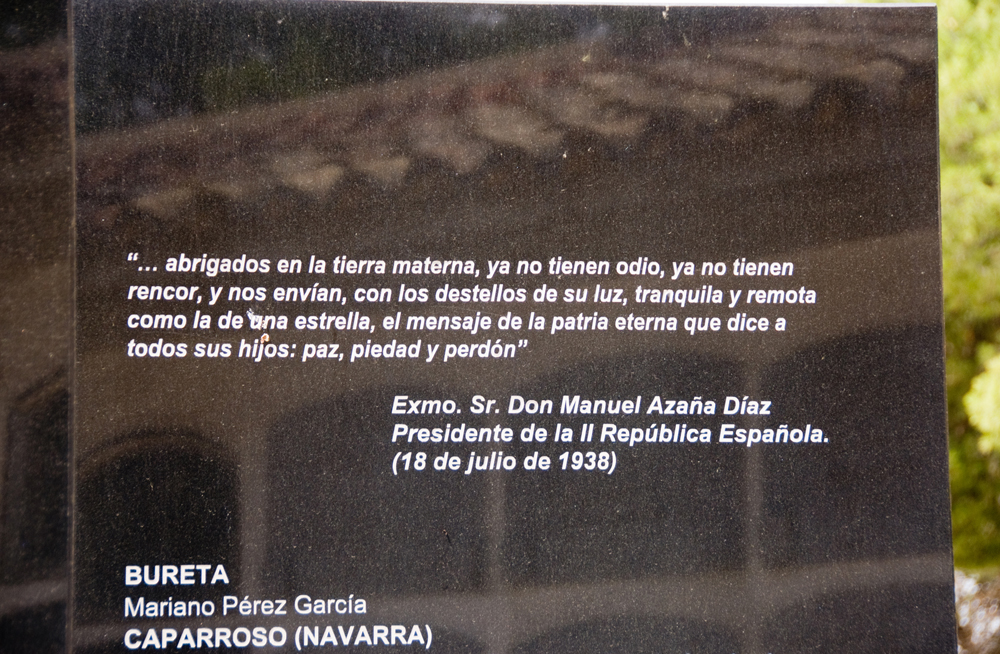 “... abrigados en la tierra materna, ya no tienen odio, ya no tienen
rencor, y nos envían, con los destellos de su luz, tranquila y remota
como la de una estrella, el mensaje de la patria eterna que dice a
todos sus hijos: paz, piedad y perdón”
Exmo. Sr. Don Manuel Azaña Díaz
Presidente de la II República Española.
(18 de julio de 1938)
BURETA
Mariano Pérez García
CAPARROSO (NAVARRA)